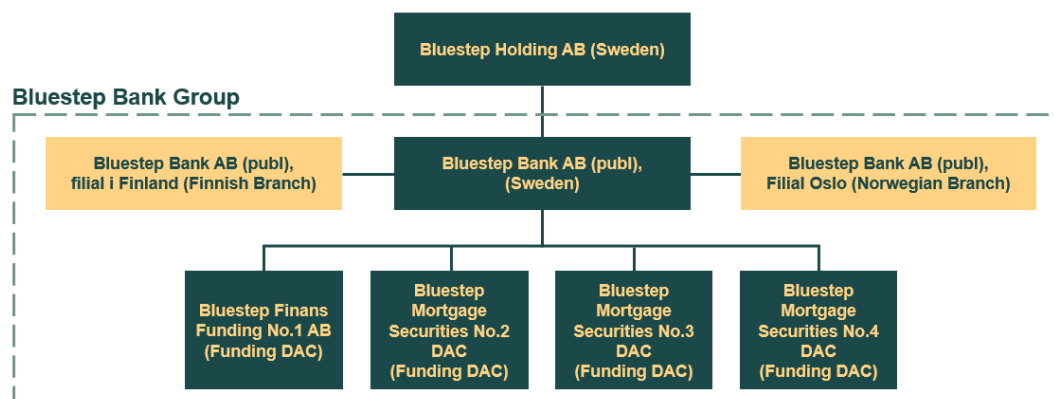 Bluestep Holding AB (Sweden)
Bluestep Bank Group
Bluestep Bank AB (publ),
filial i Finland (Finnish Branch)
Bluestep Bank AB (publ),
(Sweden)
Bluestep Bank AB (publ),
Filial Oslo (Norwegian Branch)
Bluestep Finans
Funding No.1 AB
(Funding DAC)
Bluestep
Mortgage
Securities No.2
DAC
(Funding DAC)
Bluestep
Mortgage
Securities No.3
DAC
(Funding DAC)
Bluestep
Mortgage
Securities No.4
DAC
(Funding DAC)